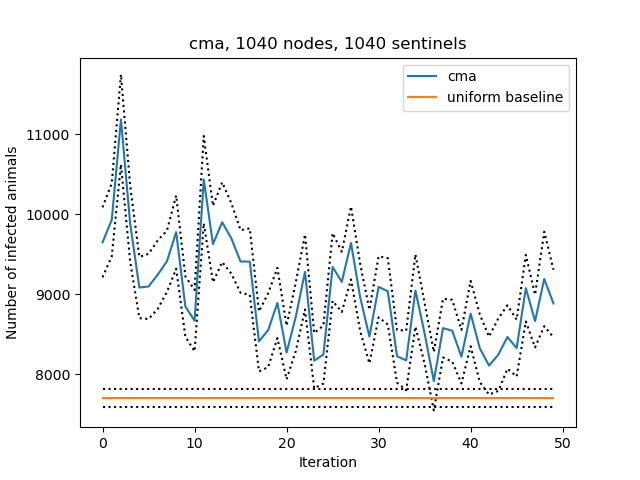 cma, 1040 nodes, 1040 sentinels
cma
uniform baseline
Number of infected animals
11000
10000
9000
8000
0 10 20 30 40 50
Iteration